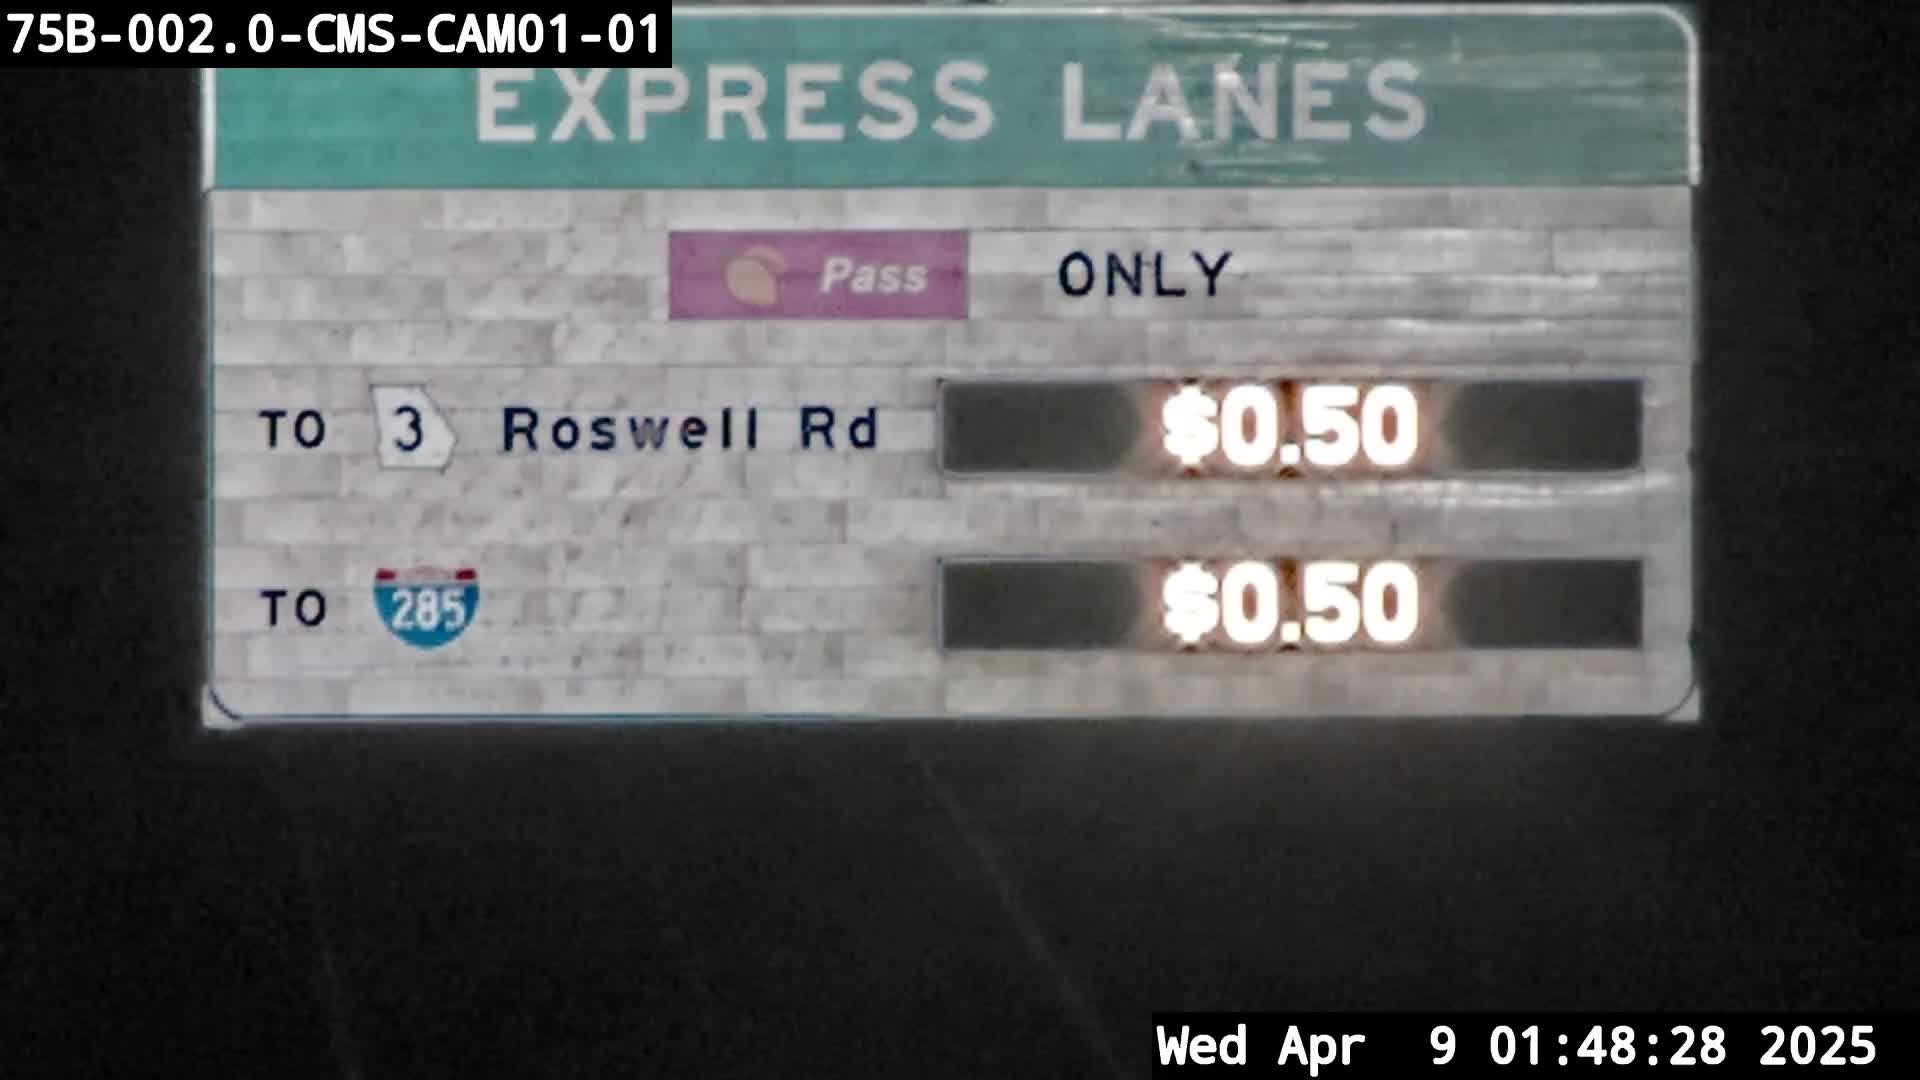 75B-002.0-CMS-CAM01-01
EXPRESS LANES
Pass ONLY
TO 3 Roswell Rd $0.50
TO 285 $0.50
Wed Apr 9 01:48:28 2025